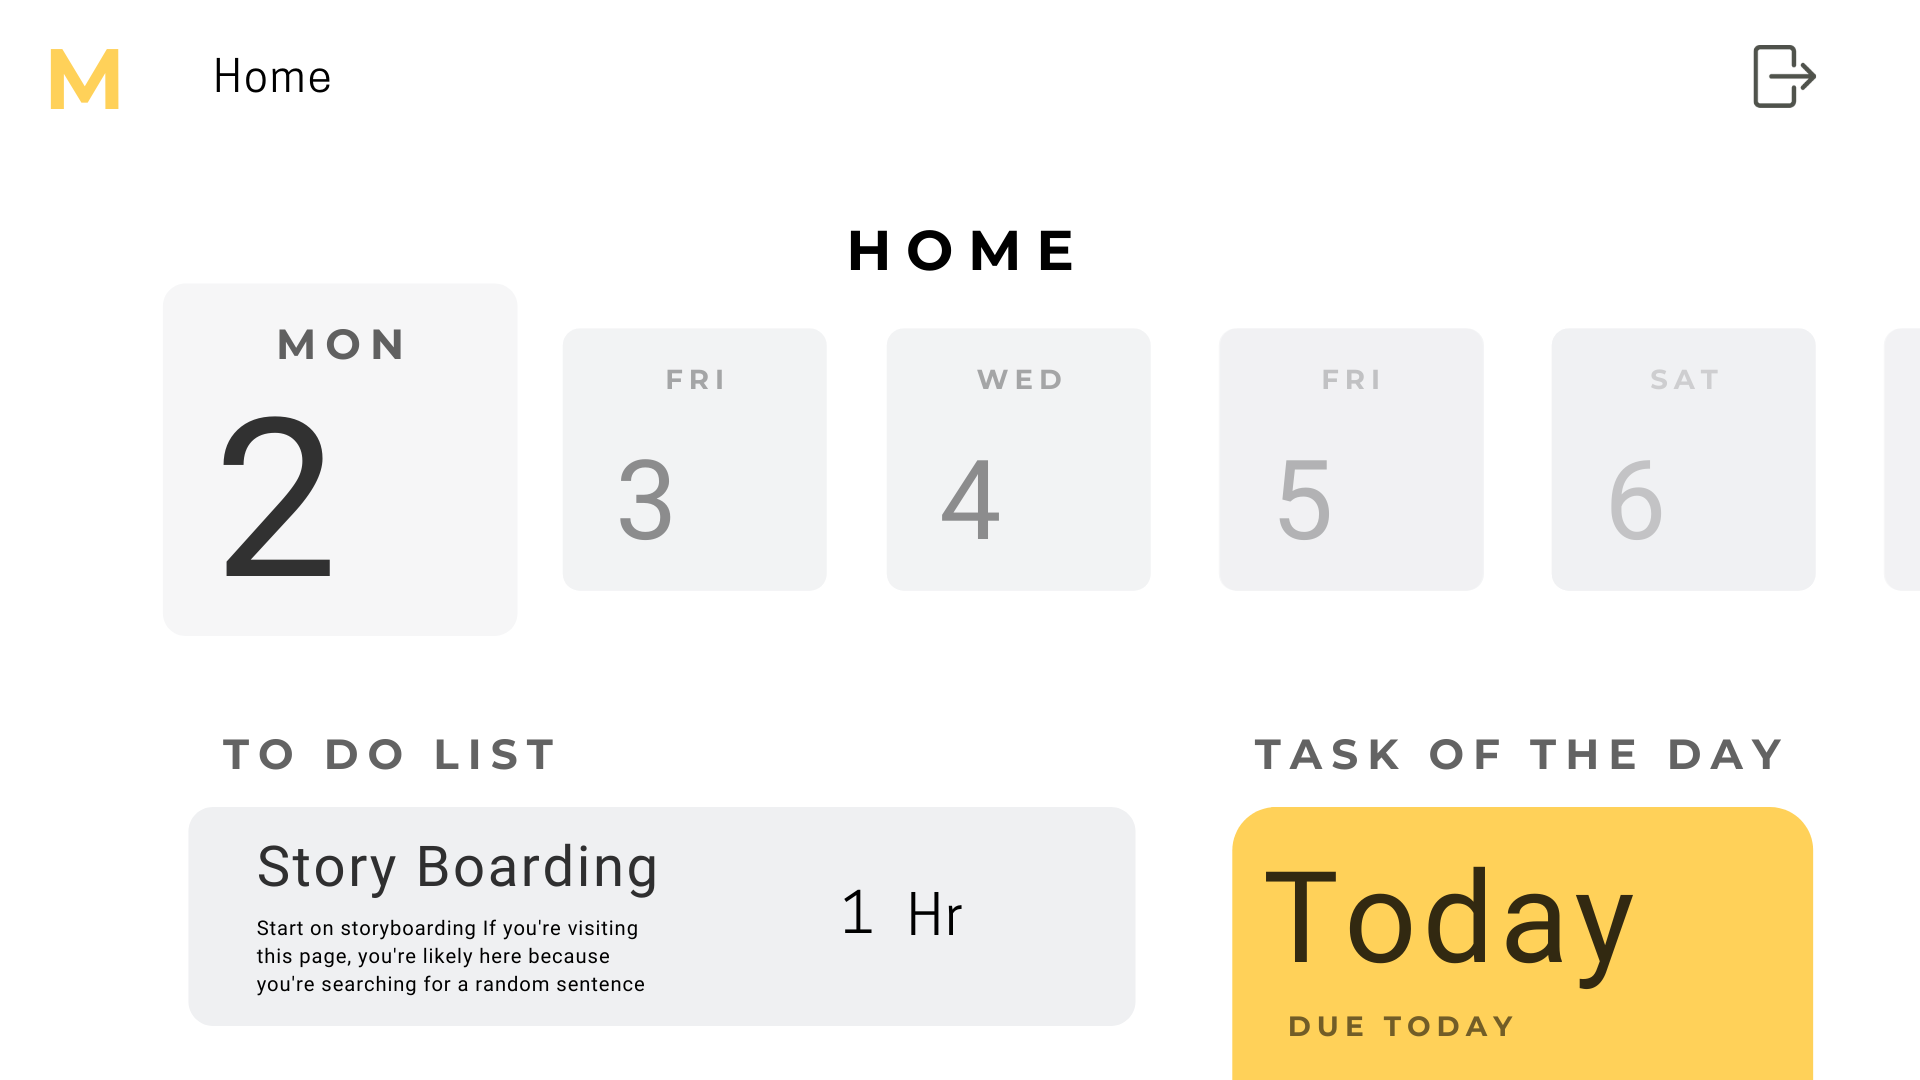 M
Home
HOME
MON
2
FRI
3
WED
4
FRI
5
SAT
6
TO DO LIST
Story Boarding
Start on storyboarding If you're visiting
this page, you're likely here because
you're searching for a random sentence
1 Hr
TASK OF THE DAY
Today
DUE TODAY